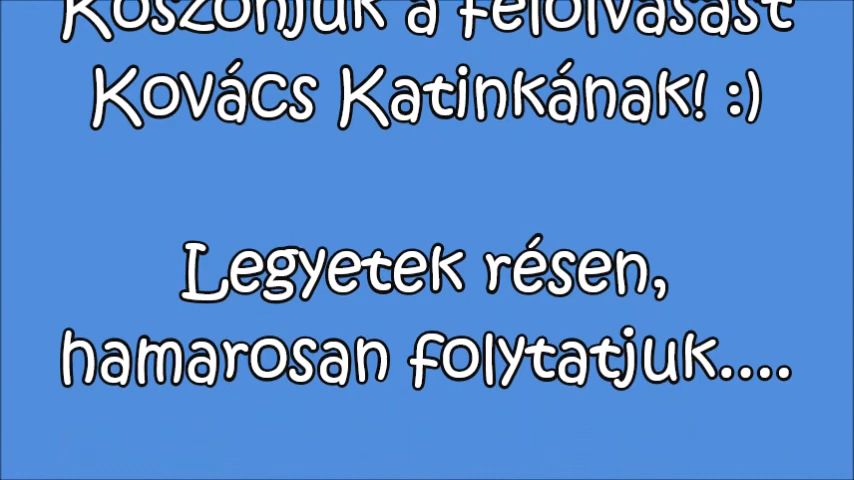 Köszönjük a felolvasást
Kovács Katinkának! :)
Legyetek résen,
hamarosan folytatjuk....